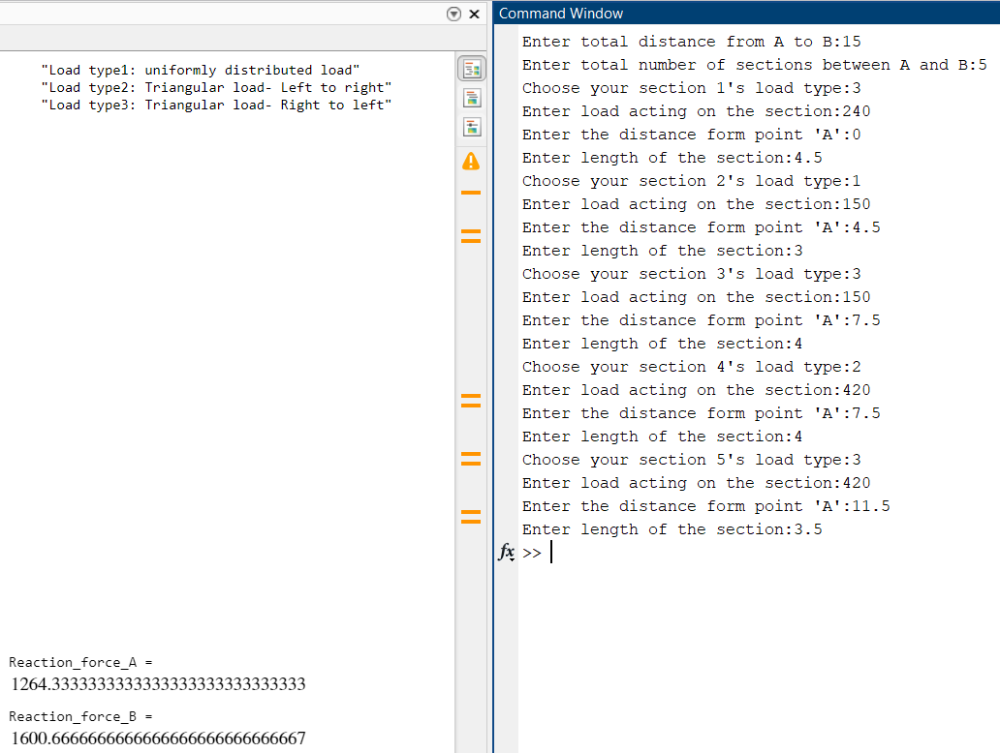 "Load type1: uniformly distributed load"
"Load type2: Triangular load- Left to right"
"Load type3: Triangular load- Right to left"
Reaction_force_A =
1264.3333333333333333333333333333
Reaction_force_B =
1600.6666666666666666666666666667
Command Window
Enter total distance from A to B:15
Enter total number of sections between A and B:5
Choose your section 1's load type:3
Enter load acting on the section:240
Enter the distance form point 'A':0
Enter length of the section:4.5
Choose your section 2's load type:1
Enter load acting on the section:150
Enter the distance form point 'A':4.5
Enter length of the section:3
Choose your section 3's load type:3
Enter load acting on the section:150
Enter the distance form point 'A':7.5
Enter length of the section:4
Choose your section 4's load type:2
Enter load acting on the section:420
Enter the distance form point 'A':7.5
Enter length of the section:4
Choose your section 5's load type:3
Enter load acting on the section:420
Enter the distance form point 'A':11.5
Enter length of the section:3.5
fx >>